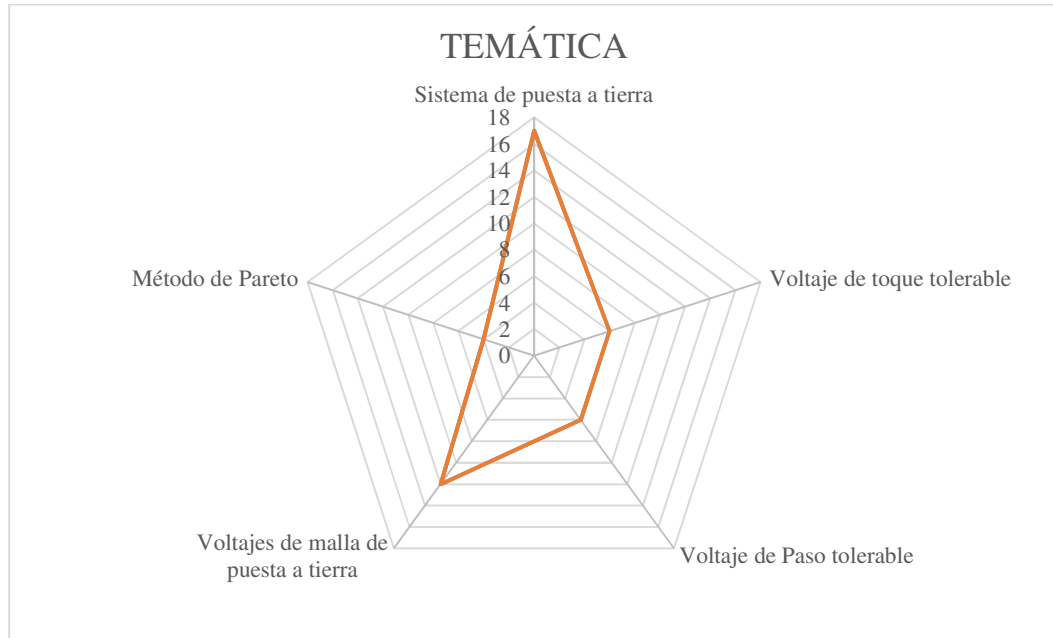 TEMÁTICA
Sistema de puesta a tierra
18
16
14
12
10
8
6
4
2
0
Voltaje de toque tolerable
Voltaje de Paso tolerable
Voltajes de malla de
puesta a tierra
Método de Pareto